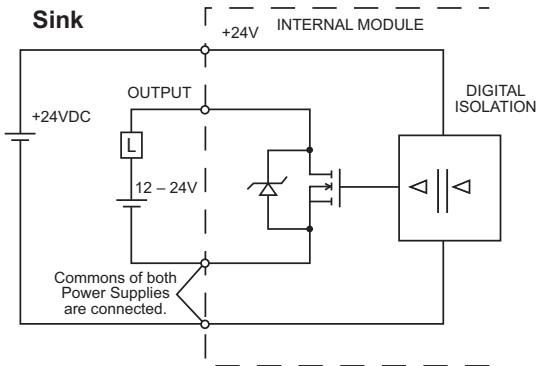 Sink
+24V
INTERNAL MODULE
OUTPUT
DIGITAL
ISOLATION
+24VDC
L
12 – 24V
Commons of both
Power Supplies
are connected.